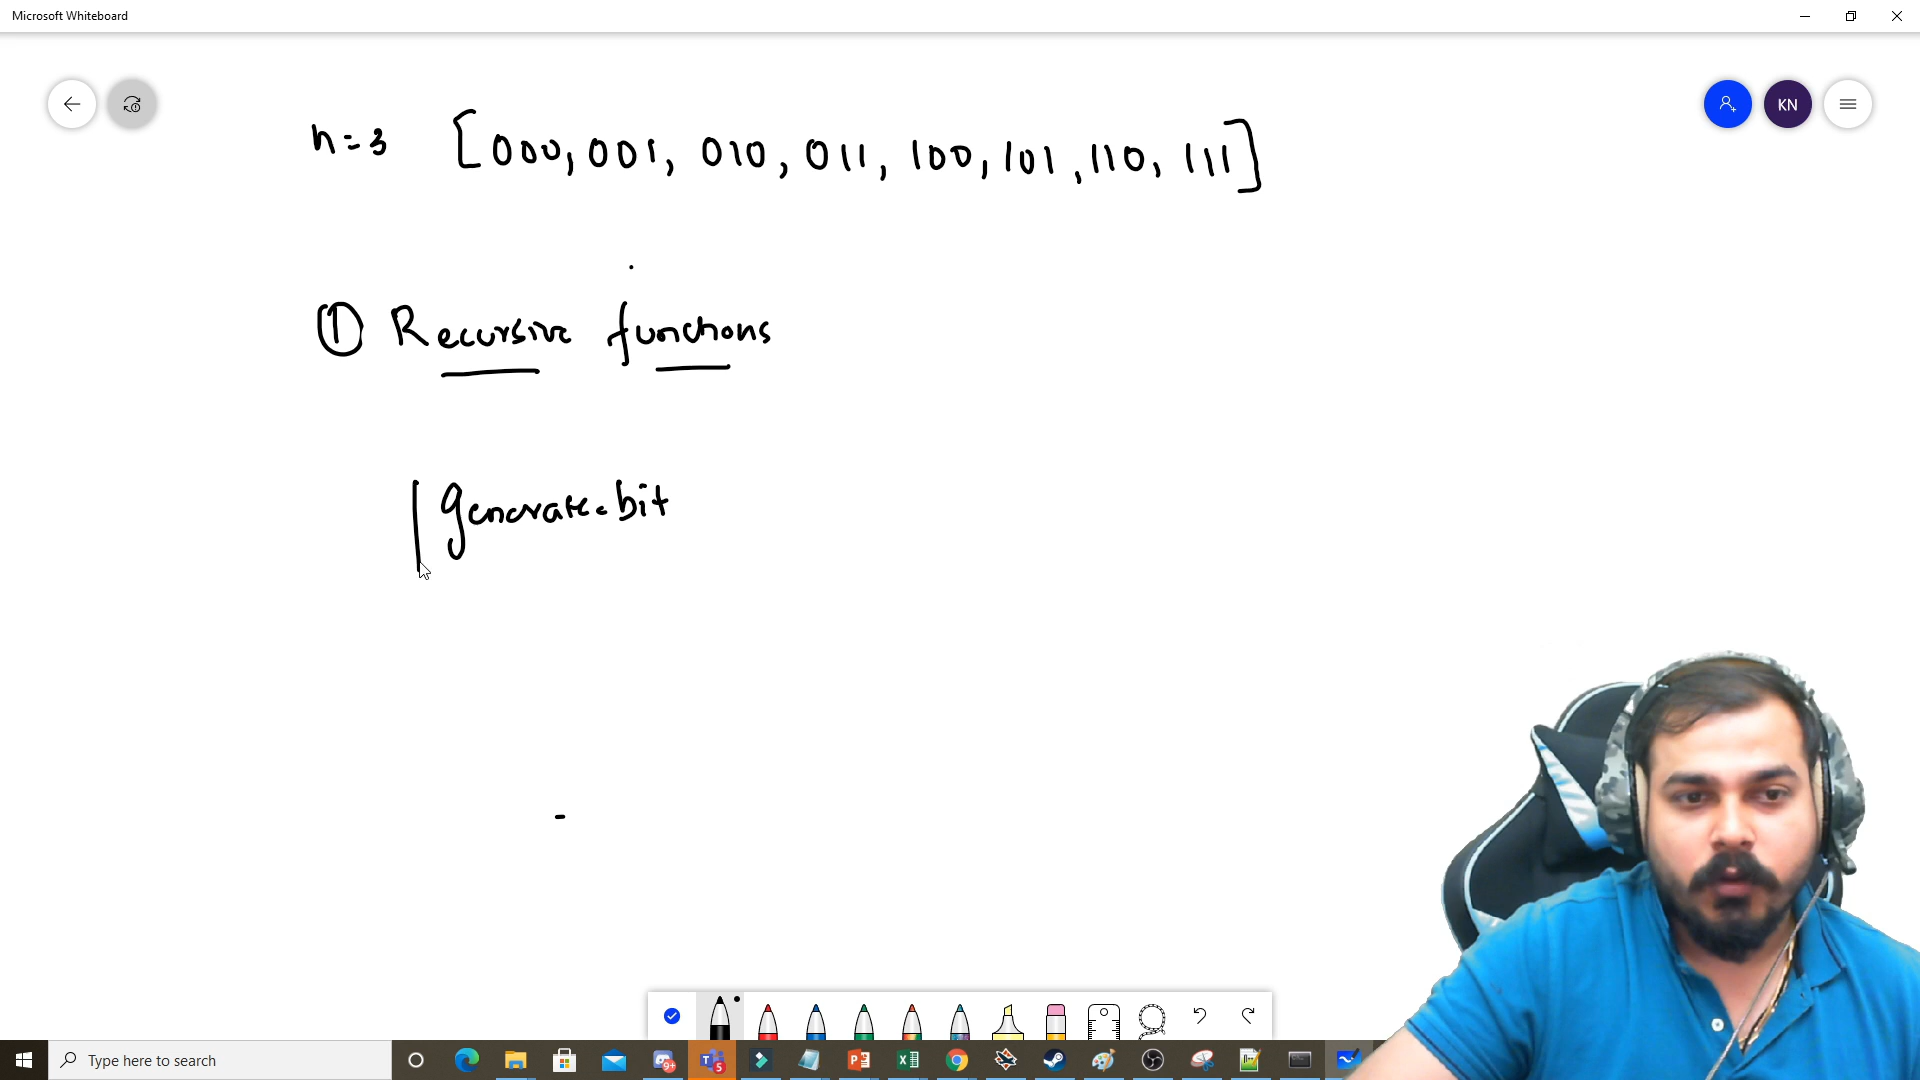 Microsoft Whiteboard
KN
n=3 [000, 001, 010, 011, 100, 101, 110, 111]
① Recursive functions
generate-bit
Type here to search